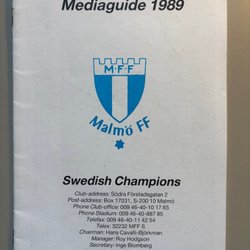 Mediaguide 1989
M·F·F
Malmö FF
Swedish Champions
Club-address: Södra Förstadsgatan 2
Post-address: Box 17031, S-200 10 Malmö
Phone Club-office: 009 46-40-10 17 65
Phone Stadium: 009 46-40-887 85
Telefax: 009 46-40-11 42 54
Telex: 32232 MFF S
Chairman: Hans Cavalli-Björkman
Manager: Roy Hodgson
Secretary: Inge Blomberg